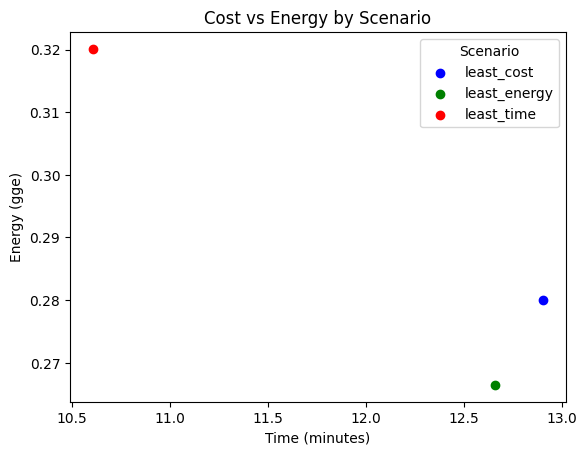 Cost vs Energy by Scenario
Scenario
least_cost
least_energy
least_time
Energy (gge)
0.32
0.31
0.30
0.29
0.28
0.27
10.5
11.0
11.5
12.0
12.5
13.0
Time (minutes)